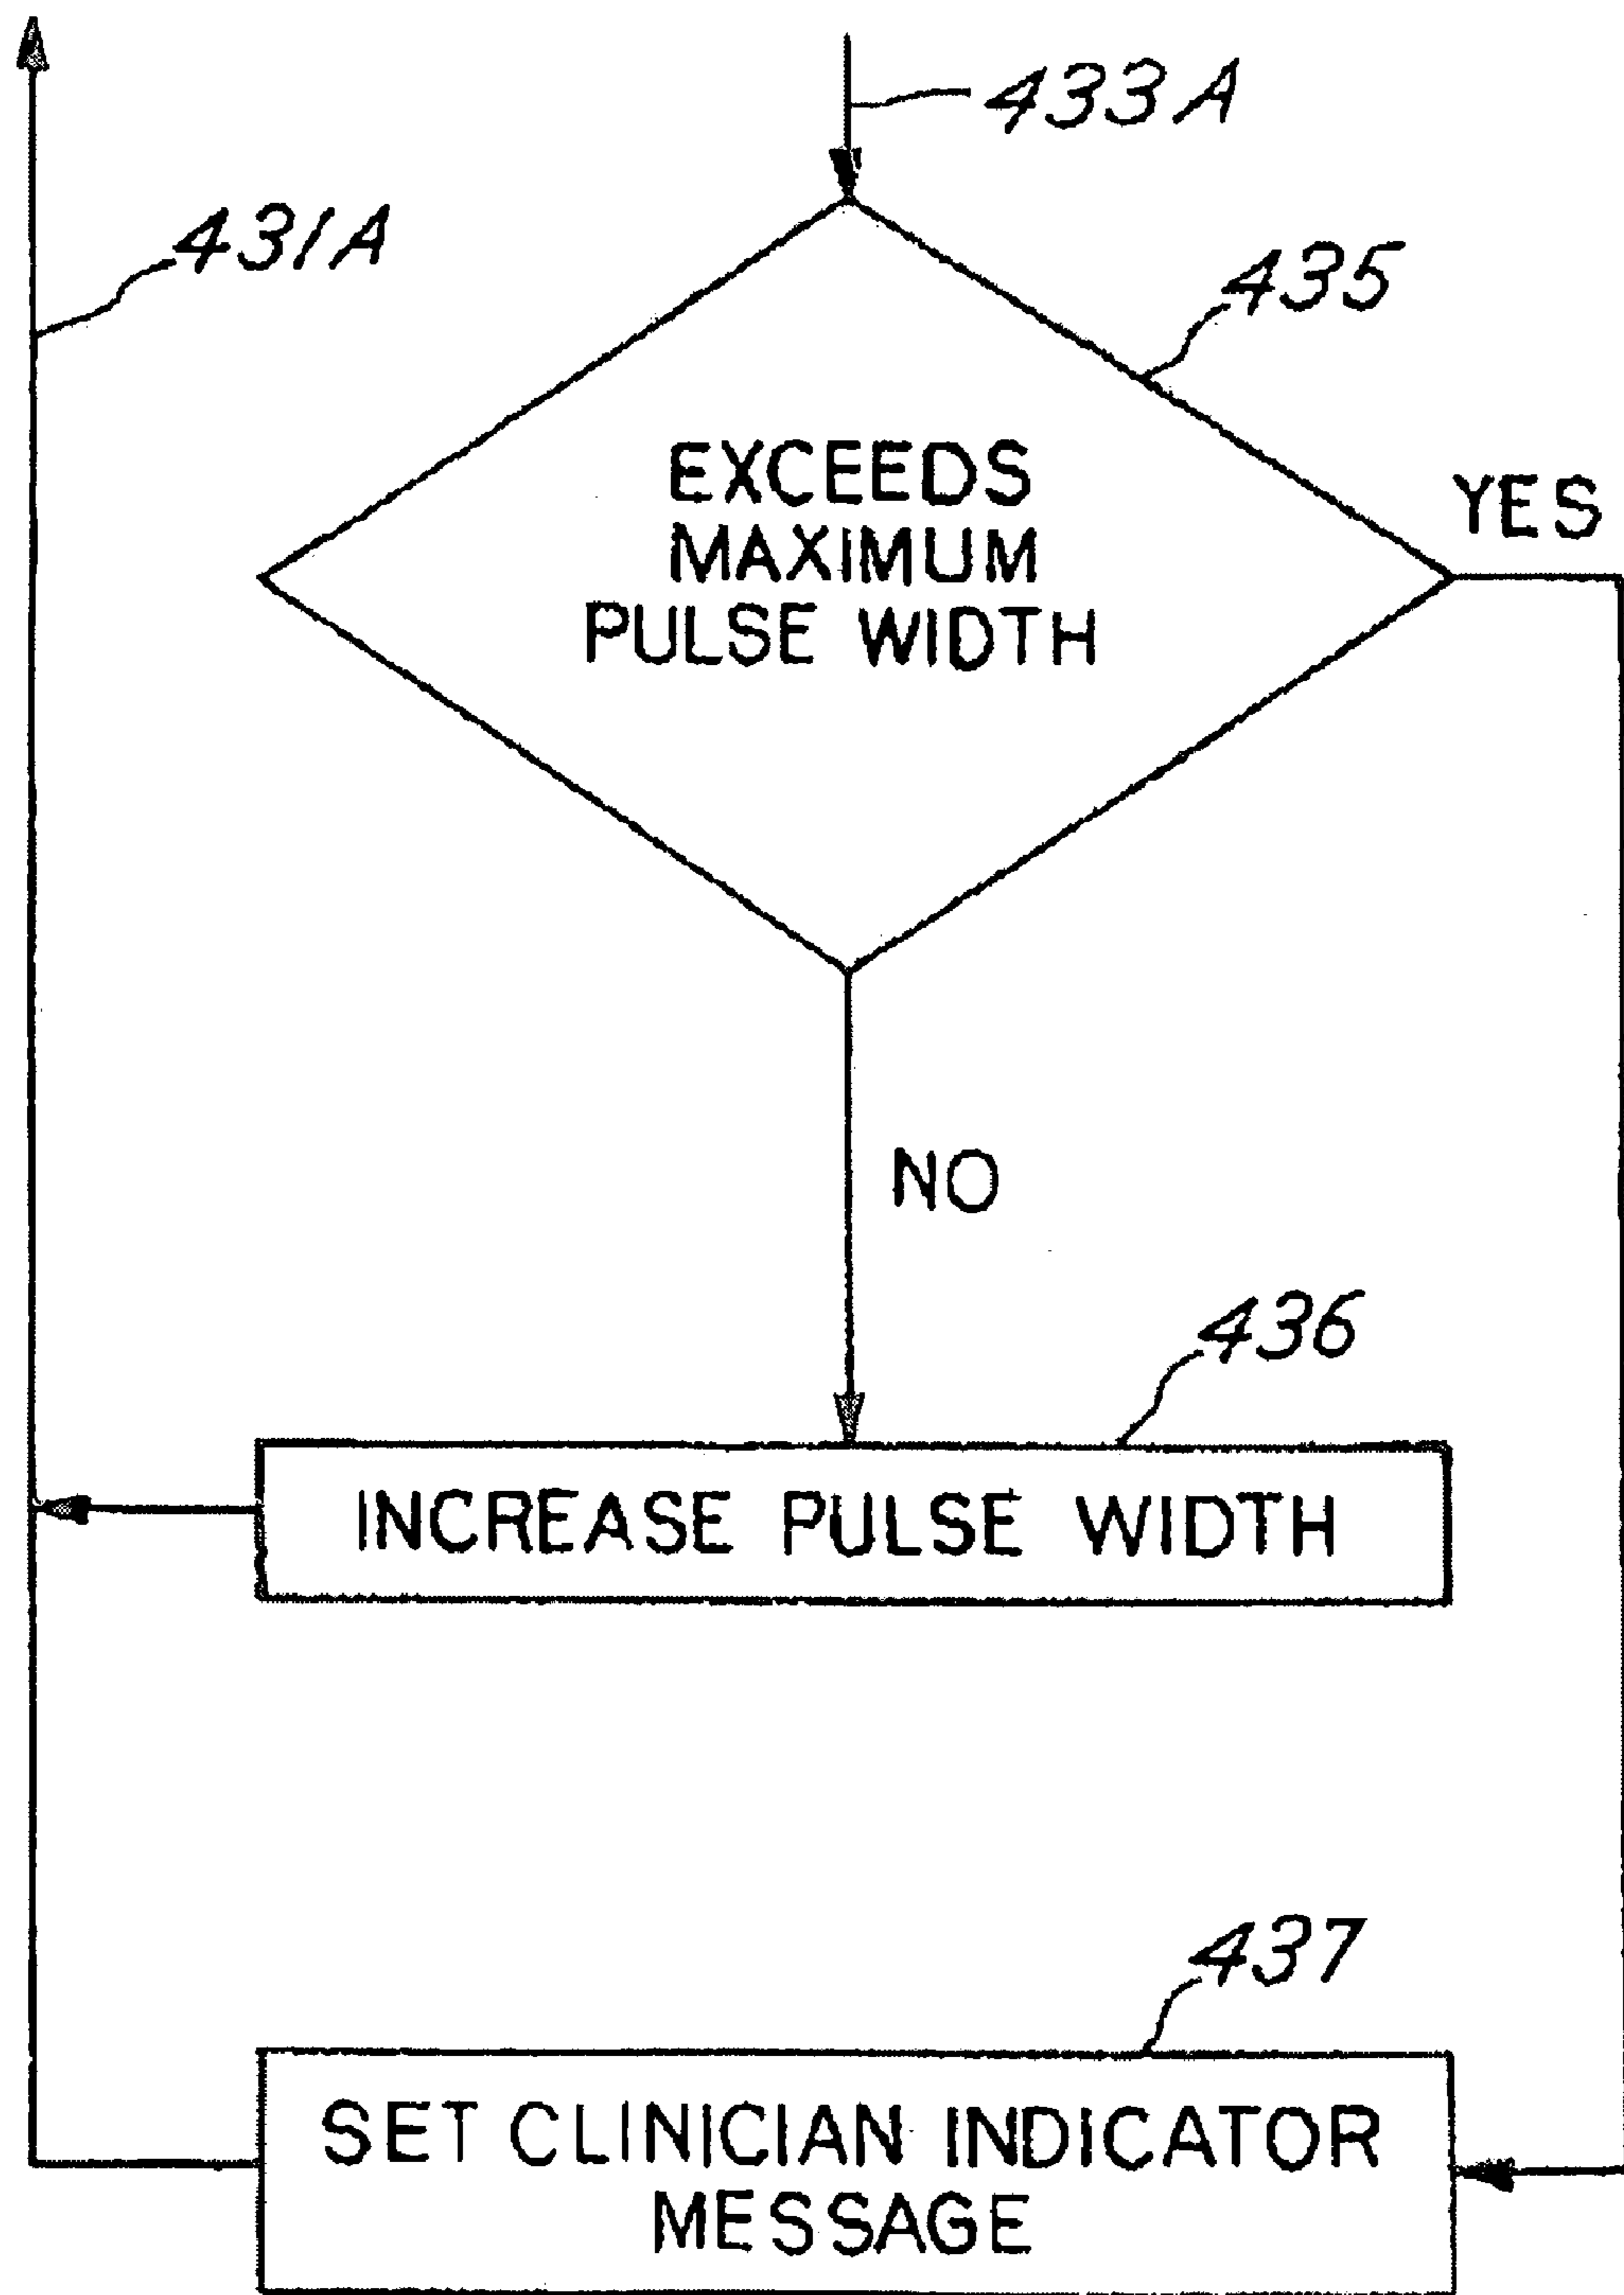 433A
431A
435
EXCEEDS
MAXIMUM
PULSE WIDTH
YES
NO
436
INCREASE PULSE WIDTH
437
SET CLINICIAN INDICATOR
MESSAGE